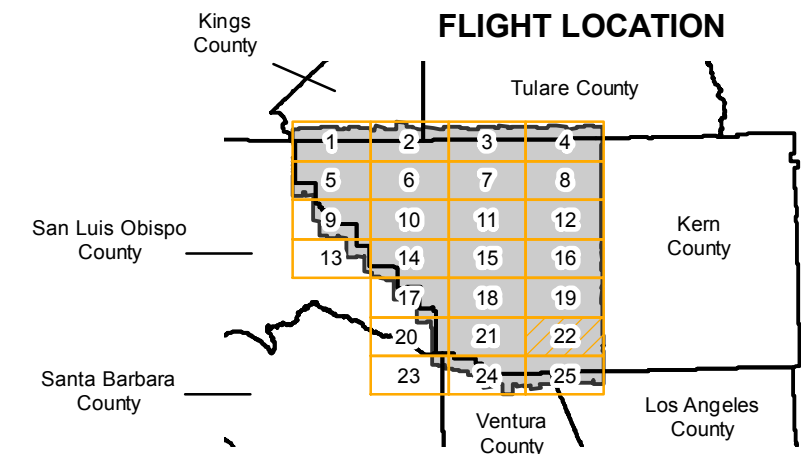 FLIGHT LOCATION
Kings
County
Tulare County
1 2 3 4
5 6 7 8
9 10 11 12
San Luis Obispo
County
Kern
County
13 14 15 16
17 18 19
20 21 22
Santa Barbara
County
23 24 25
Ventura
County
Los Angeles
County